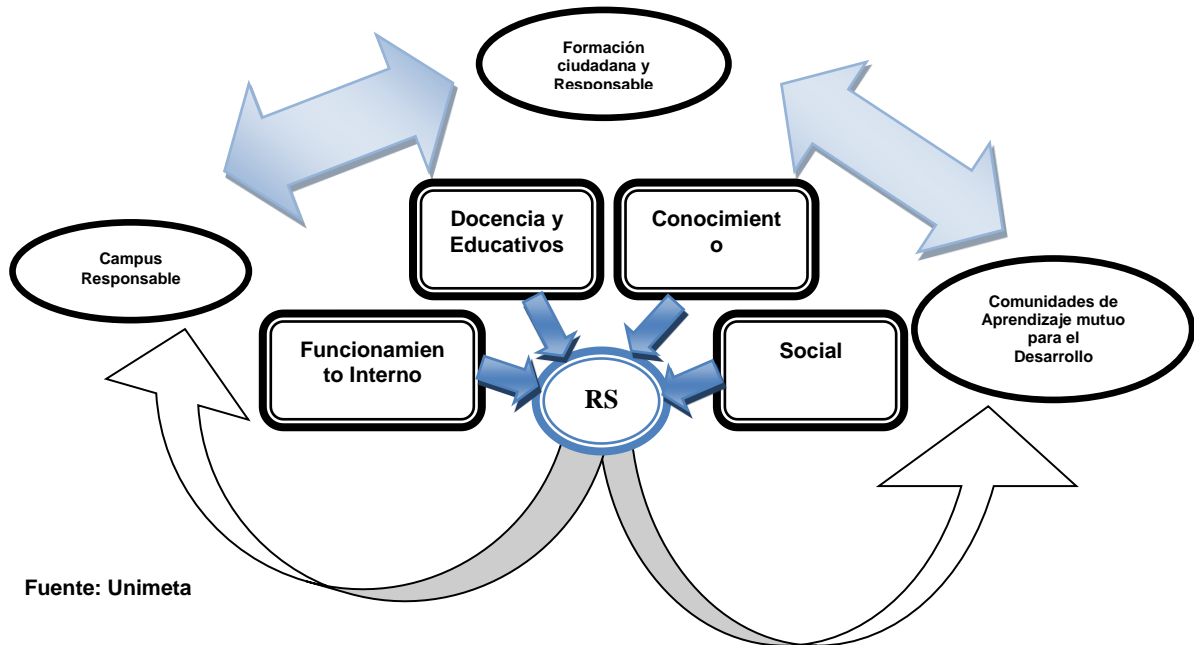 Formación
ciudadana y
Responsable
Docencia y
Educativos
Conocimient
o
Campus
Responsable
Comunidades de
Aprendizaje mutuo
para el
Desarrollo
Funcionamien
to Interno
Social
RS
Fuente: Unimeta